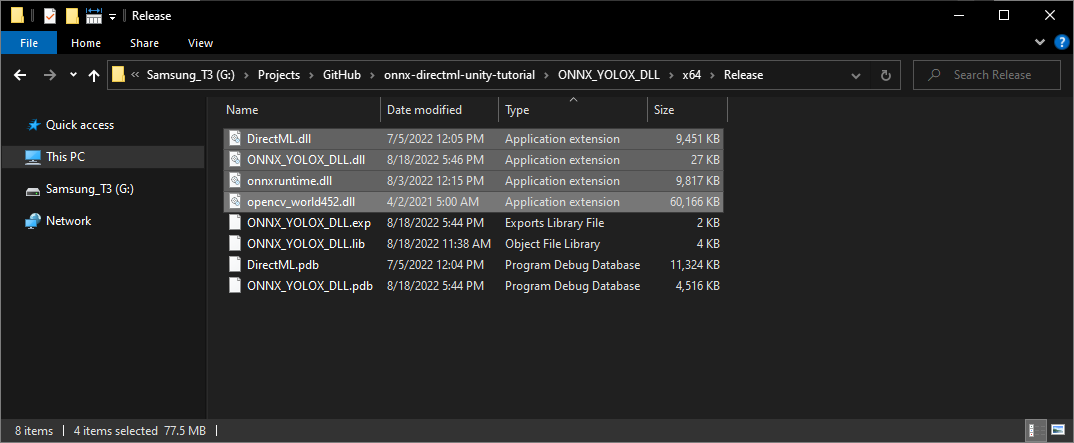 Release
File Home Share View
Samsung_T3 (G:) Projects GitHub onnx-directml-unity-tutorial ONNX_YOLOX_DLL x64 Release Search Release
Quick access
This PC
Samsung_T3 (G:)
Network
Name Date modified Type Size
DirectML.dll 7/5/2022 12:05 PM Application extension 9,451 KB
ONNX_YOLOX_DLL.dll 8/18/2022 5:46 PM Application extension 27 KB
onnxruntime.dll 8/3/2022 12:15 PM Application extension 9,817 KB
opencv_world452.dll 4/2/2021 5:00 AM Application extension 60,166 KB
ONNX_YOLOX_DLL.exp 8/18/2022 5:44 PM Exports Library File 2 KB
ONNX_YOLOX_DLL.lib 8/18/2022 11:38 AM Object File Library 4 KB
DirectML.pdb 7/5/2022 12:04 PM Program Debug Database 11,324 KB
ONNX_YOLOX_DLL.pdb 8/18/2022 5:44 PM Program Debug Database 4,516 KB
8 items 4 items selected 77.5 MB